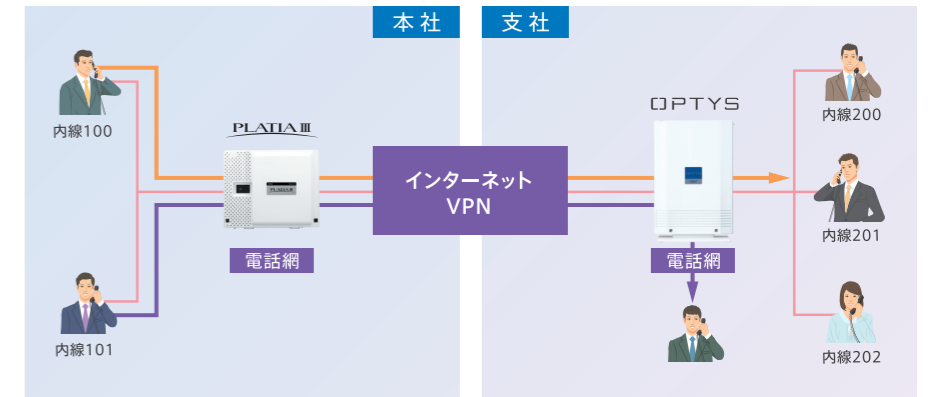 本社
支社
内線100
PLATIA III
PLATIA III
電話網
内線101
インターネット
VPN
OPTYS
電話網
内線200
内線201
内線202